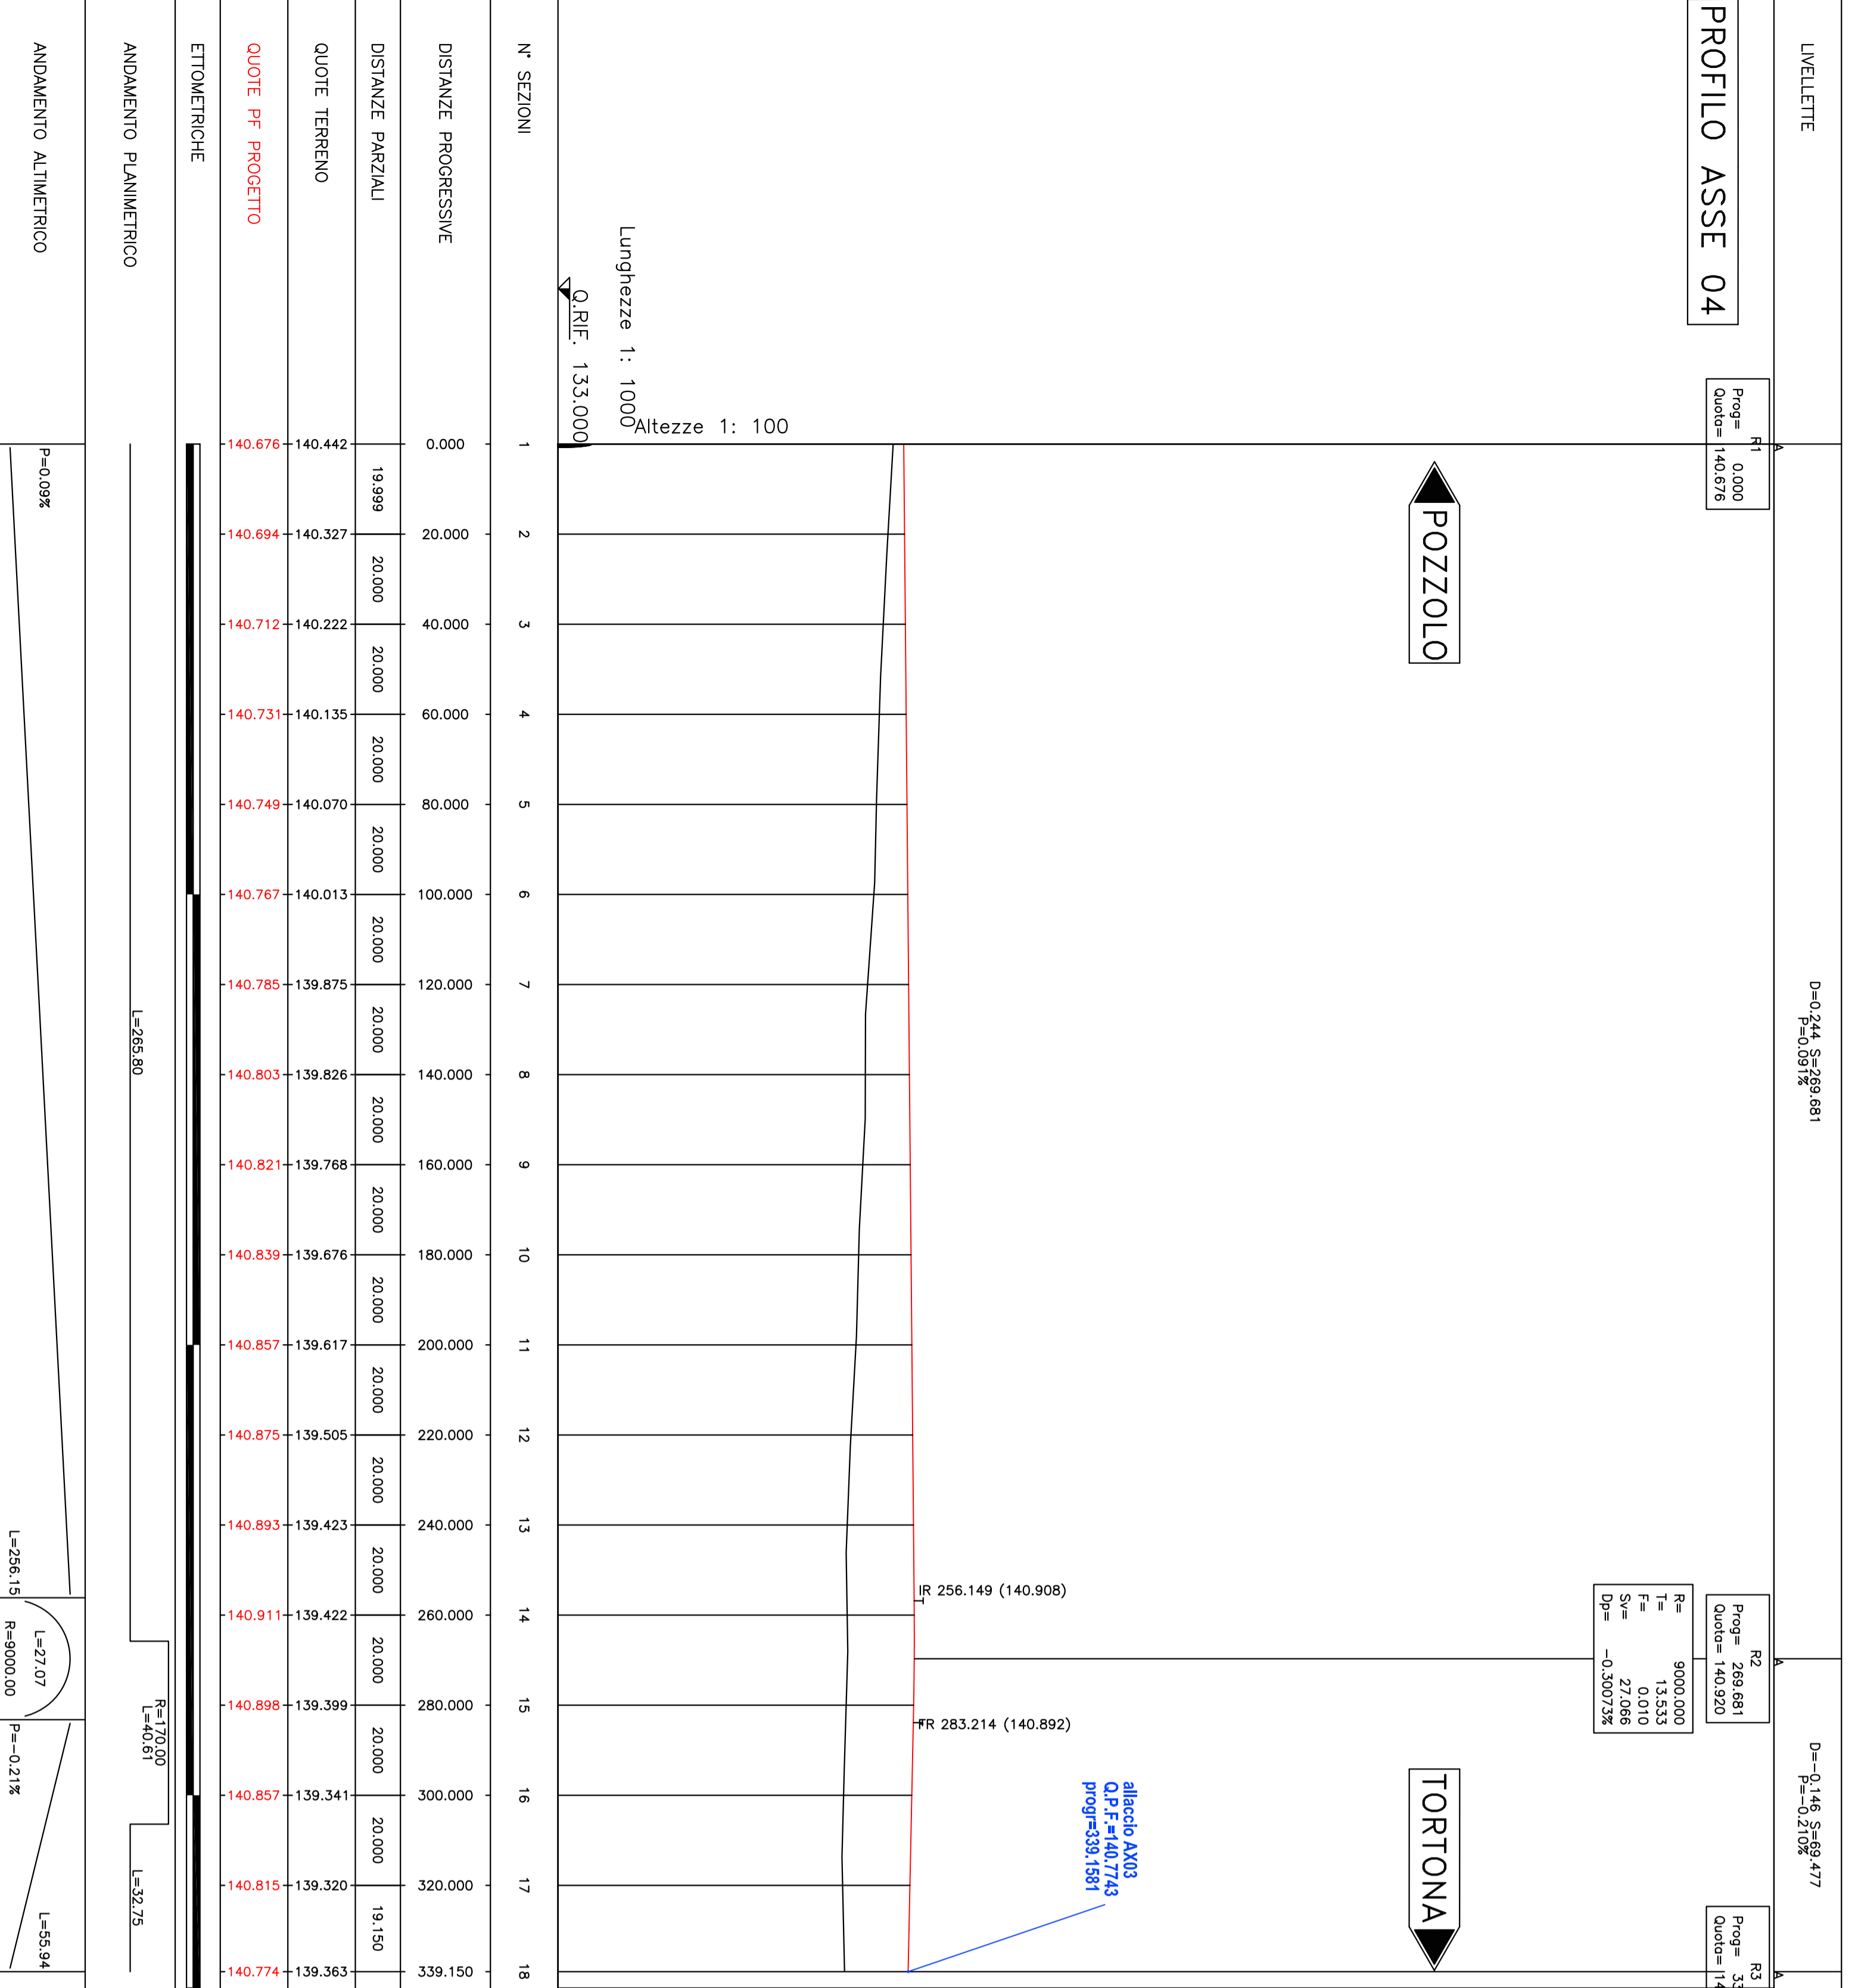 LIVELLETTE
D=0.244 S=269.681
P=0.091%
D=-0.146 S=69.477
P=-0.210%
PROFILO ASSE 04
A
R1
Prog= 0.000
Quota= 140.676
A
R2
Prog= 269.681
Quota= 140.920
R= 9000.000
T= 13.533
F= 0.010
Sv= 27.066
Dp= -0.30073%
A
R3
Prog= 33
Quota= 14
POZZOLO
TORTONA
allaccio AX03
Q.P.F.=140.7743
progr=339.1581
IR 256.149 (140.908)
TR 283.214 (140.892)
Altezze 1: 100
Lunghezze 1: 1000
Q.RIF. 133.000
N° SEZIONI 1 2 3 4 5 6 7 8 9 10 11 12 13 14 15 16 17 18
DISTANZE PROGRESSIVE 0.000 20.000 40.000 60.000 80.000 100.000 120.000 140.000 160.000 180.000 200.000 220.000 240.000 260.000 280.000 300.000 320.000 339.150
DISTANZE PARZIALI 19.999 20.000 20.000 20.000 20.000 20.000 20.000 20.000 20.000 20.000 20.000 20.000 20.000 20.000 20.000 20.000 19.150
QUOTE TERRENO 140.442 140.327 140.222 140.135 140.070 140.013 139.875 139.826 139.768 139.676 139.617 139.505 139.423 139.422 139.399 139.341 139.320 139.363
QUOTE PF PROGETTO 140.676 140.694 140.712 140.731 140.749 140.767 140.785 140.803 140.821 140.839 140.857 140.875 140.893 140.911 140.898 140.857 140.815 140.774
ETTOMETRICHE
ANDAMENTO PLANIMETRICO
L=265.80
R=170.00
L=40.61
L=32.75
ANDAMENTO ALTIMETRICO
P=0.09%
L=256.15
L=27.07
R=9000.00
P=-0.21%
L=55.94